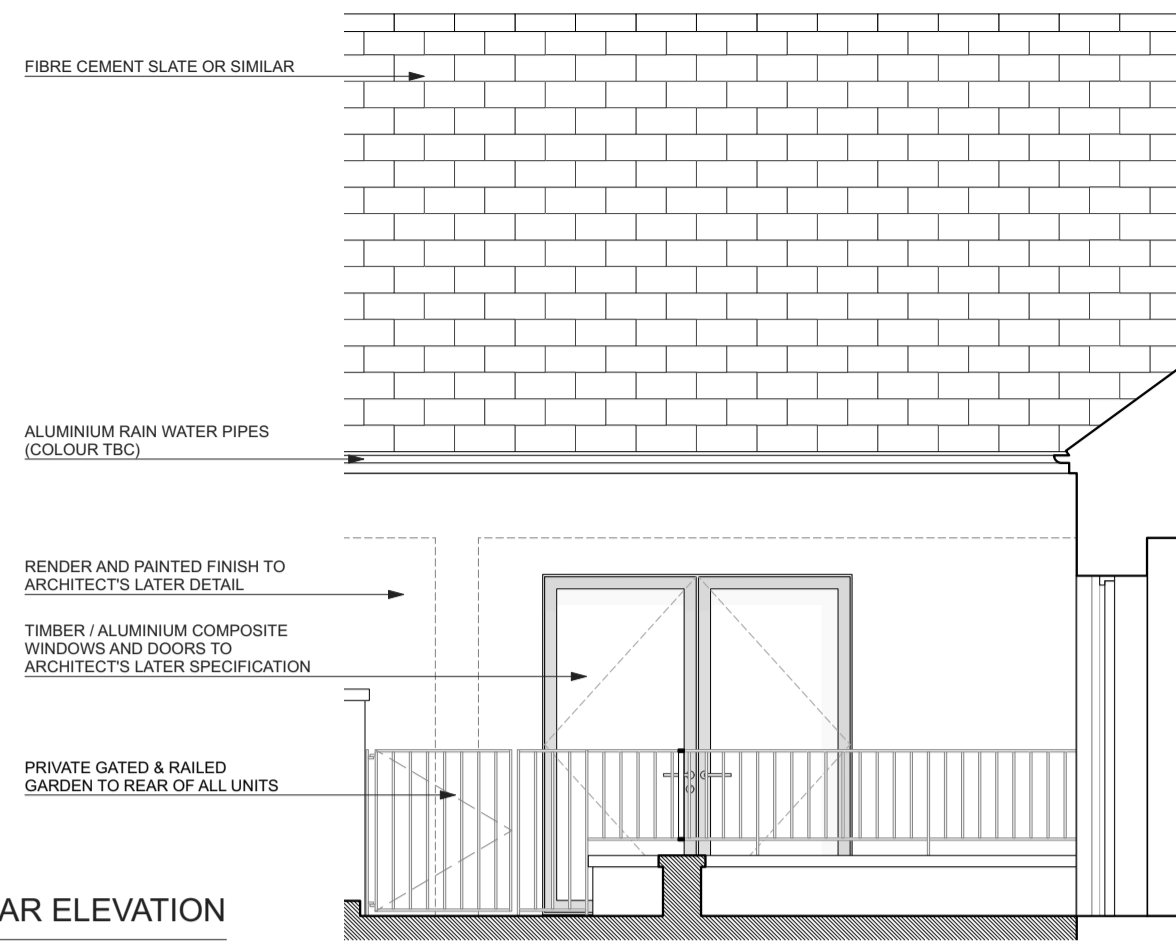 FIBRE CEMENT SLATE OR SIMILAR
ALUMINIUM RAIN WATER PIPES
(COLOUR TBC)
RENDER AND PAINTED FINISH TO
ARCHITECT'S LATER DETAIL
TIMBER / ALUMINIUM COMPOSITE
WINDOWS AND DOORS TO
ARCHITECT'S LATER SPECIFICATION
PRIVATE GATED & RAILED
GARDEN TO REAR OF ALL UNITS
AR ELEVATION